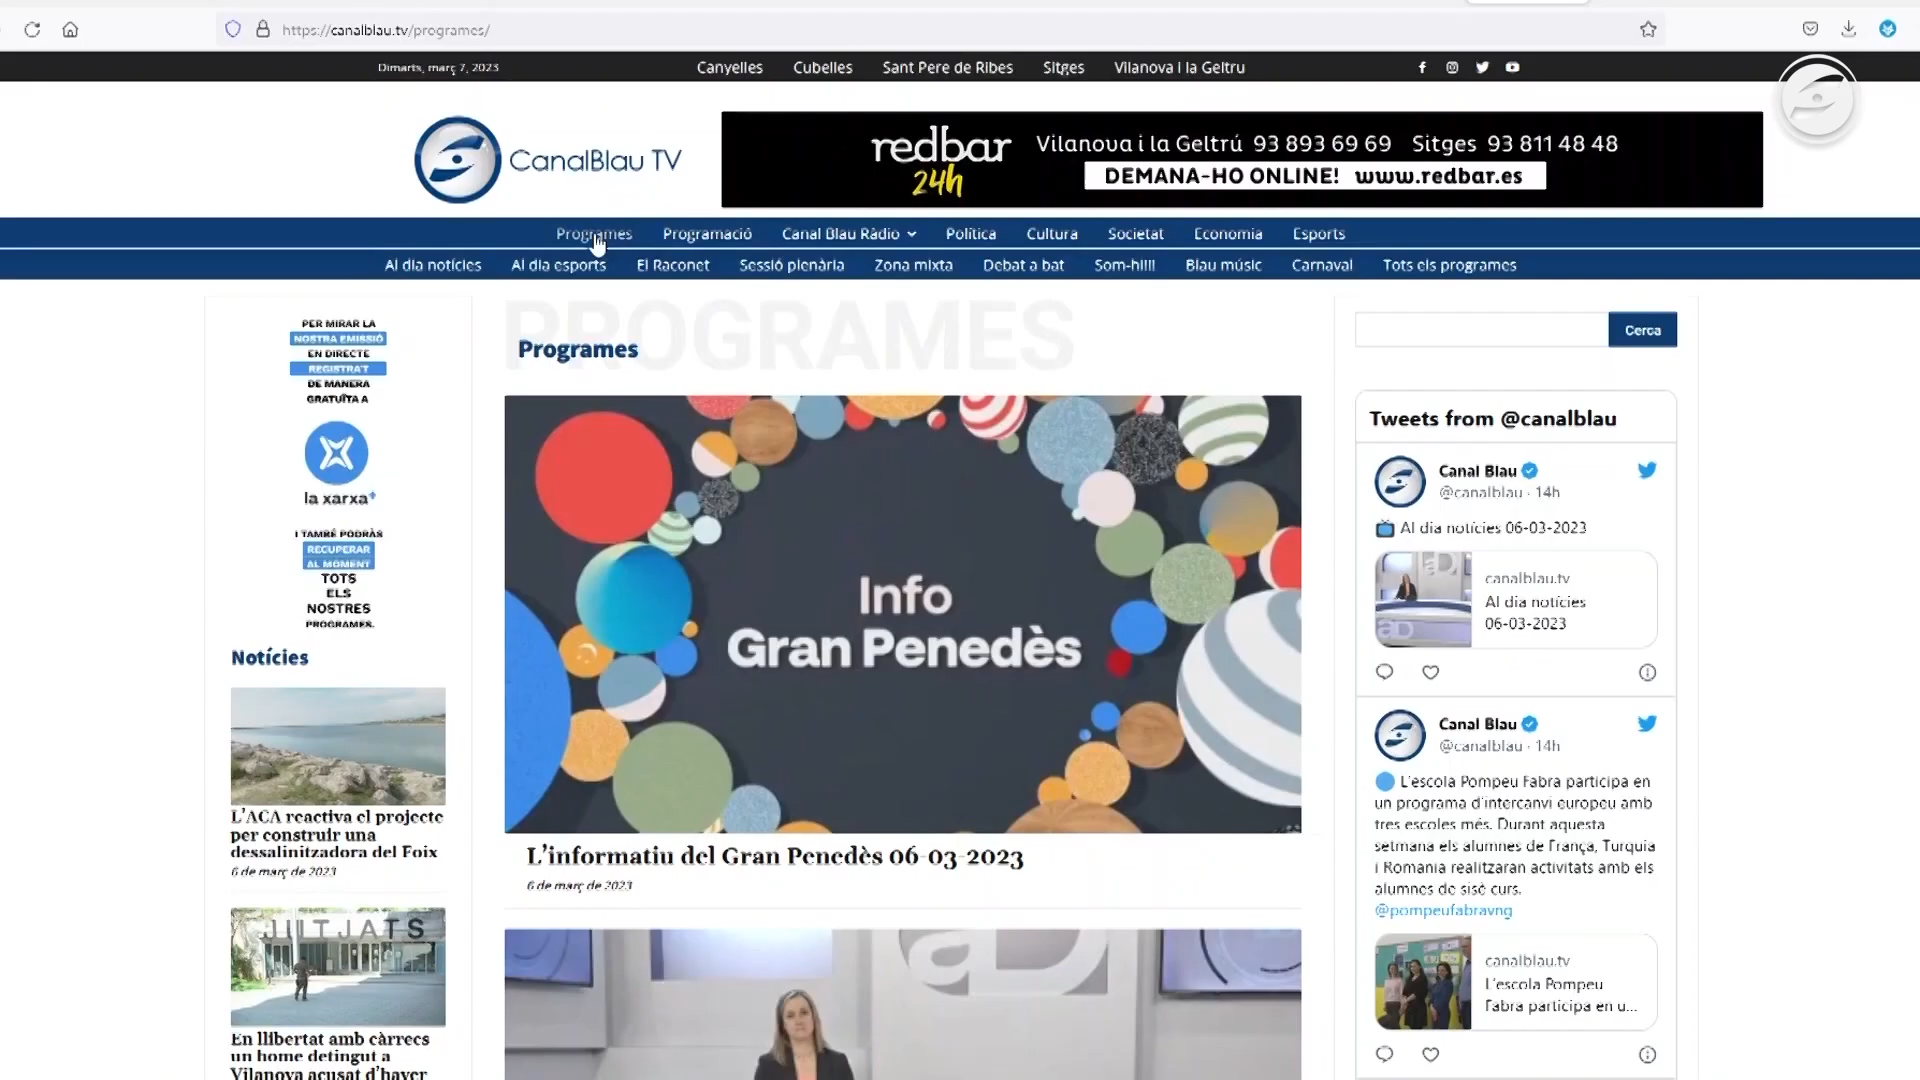 https://canalblau.tv/programes/
Dimarts, març 7, 2023
Canyelles Cubelles Sant Pere de Ribes Sitges Vilanova i la Geltru
CanalBlau TV
redbar
24h
Vilanova i la Geltrú 93 893 69 69 Sitges 93 811 48 48
DEMANA-HO ONLINE! www.redbar.es
Programes Programació Canal Blau Ràdio Política Cultura Societat Economia Esports
Al dia notícies Al dia esports El Raconet Sessió plenària Zona mixta Debat a bat Som-hi!!! Blau músic Carnaval Tots els programes
PER MIRAR LA
NOSTRA EMISSIÓ
EN DIRECTE
REGISTRA'T
DE MANERA
GRATUÏTA A
la xarxa+
I TAMBÉ PODRÀS
RECUPERAR
AL MOMENT
TOTS
ELS
NOSTRES
PROGRAMES.
Notícies
L'ACA reactiva el projecte
per construir una
dessalinitzadora del Foix
6 de març de 2023
JUTJATS
En llibertat amb càrrecs
un home detingut a
Vilanova acusat d'haver
PROGRAMES
Programes
Info
Gran Penedès
L'informatiu del Gran Penedès 06-03-2023
6 de març de 2023
aD
Cerca
Tweets from @canalblau
Canal Blau
@canalblau · 14h
Al dia notícies 06-03-2023
canalblau.tv
Al dia notícies
06-03-2023
Canal Blau
@canalblau · 14h
L'escola Pompeu Fabra participa en
un programa d'intercanvi europeu amb
tres escoles més. Durant aquesta
setmana els alumnes de França, Turquia
i Romania realitzaran activitats amb els
alumnes de sisè curs.
@pompeufabravng
canalblau.tv
L'escola Pompeu
Fabra participa en u...